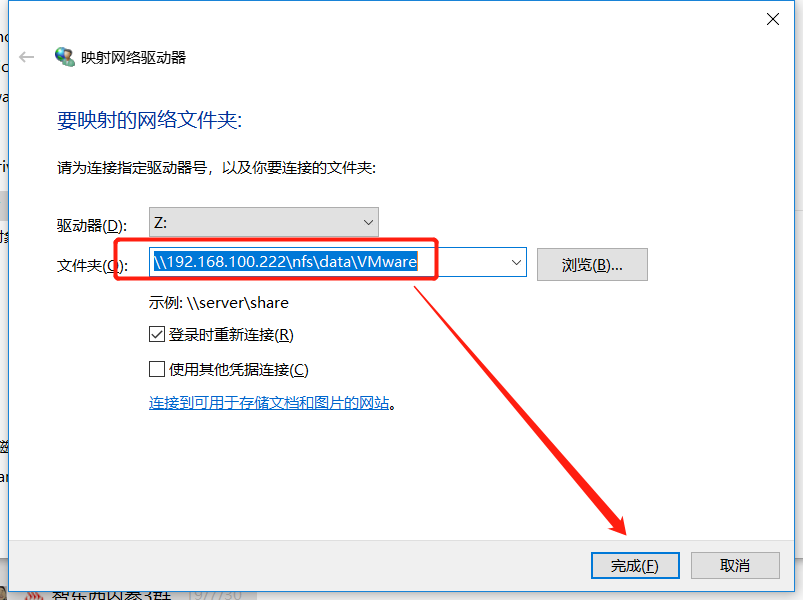 映射网络驱动器
要映射的网络文件夹:
请为连接指定驱动器号，以及你要连接的文件夹:
驱动器(D): Z:
文件夹(O): \\192.168.100.222\nfs\data\VMware 浏览(B)...
示例: \\server\share
登录时重新连接(R)
使用其他凭据连接(C)
连接到可用于存储文档和图片的网站。
完成(F) 取消